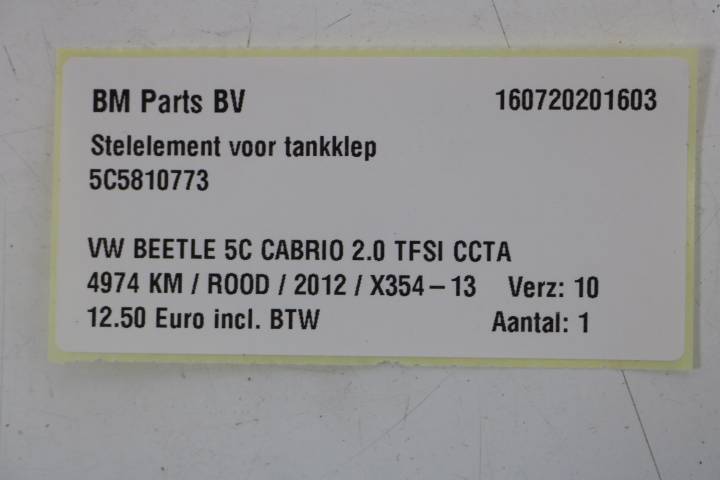 BM Parts BV 160720201603
Stelelement voor tankklep
5C5810773
VW BEETLE 5C CABRIO 2.0 TFSI CCTA
4974 KM / ROOD / 2012 / X354-13 Verz: 10
12.50 Euro incl. BTW Aantal: 1